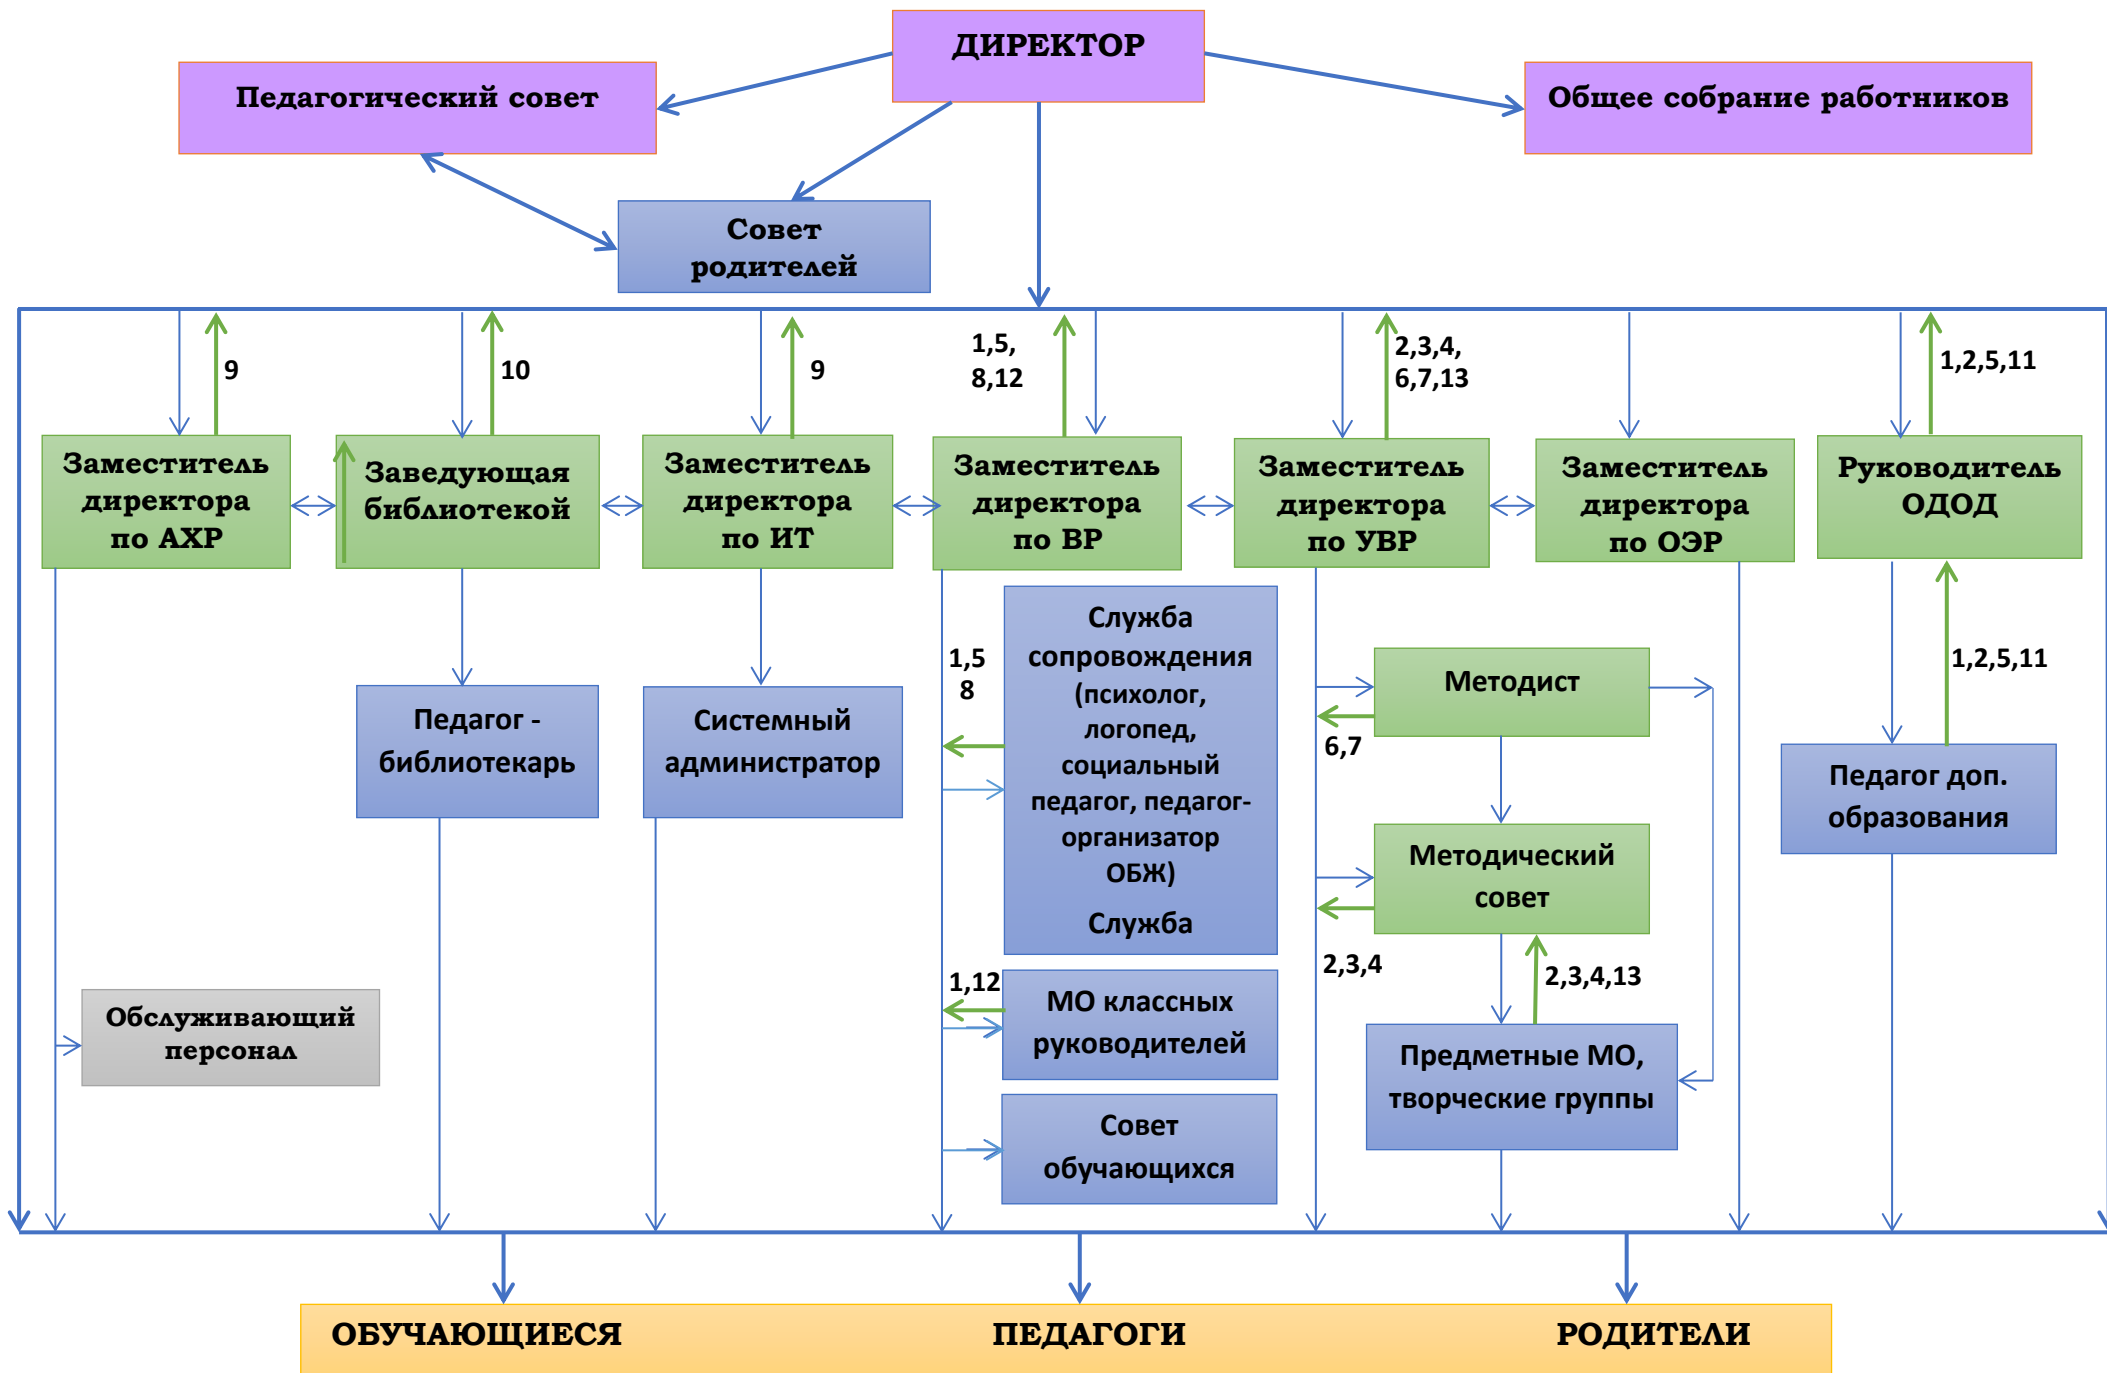 ДИРЕКТОР
Педагогический совет
Общее собрание работников
Совет
родителей
9
10
9
1,5,
8,12
2,3,4,
6,7,13
1,2,5,11
Заместитель
директора
по АХР
Заведующая
библиотекой
Заместитель
директора
по ИТ
Заместитель
директора
по ВР
Заместитель
директора
по УВР
Заместитель
директора
по ОЭР
Руководитель
ОДОД
Педагог -
библиотекарь
Системный
администратор
1,5
8
Служба
сопровождения
(психолог,
логопед,
социальный
педагог, педагог-
организатор
ОБЖ)
Служба
Методист
6,7
1,2,5,11
Педагог доп.
образования
Методический
совет
2,3,4
2,3,4,13
1,12
МО классных
руководителей
Предметные МО,
творческие группы
Обслуживающий
персонал
Совет
обучающихся
ОБУЧАЮЩИЕСЯ ПЕДАГОГИ РОДИТЕЛИ